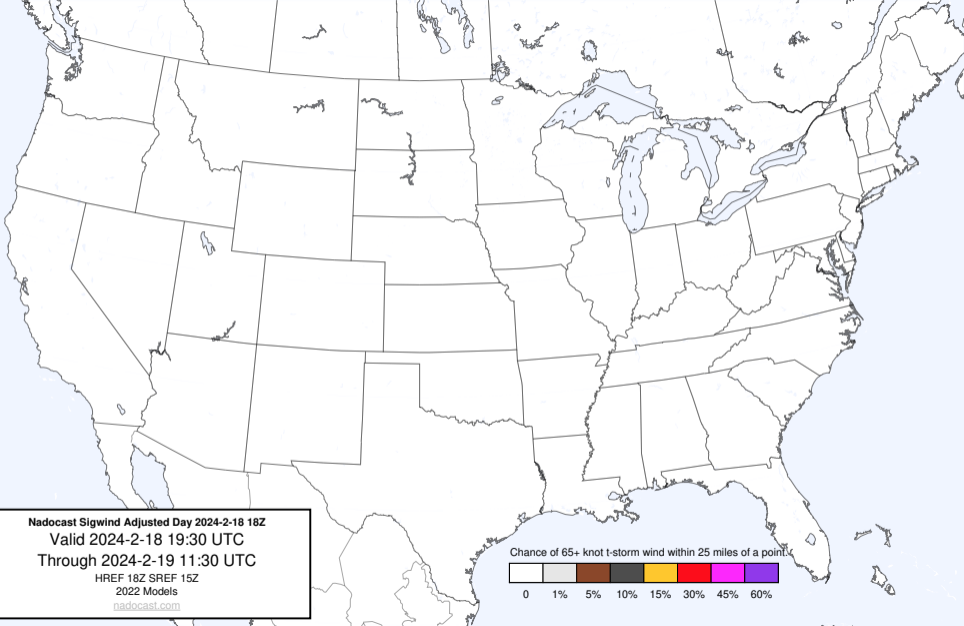 Nadocast Sigwind Adjusted Day 2024-2-18 18Z
Valid 2024-2-18 19:30 UTC
Through 2024-2-19 11:30 UTC
HREF 18Z SREF 15Z
2022 Models
nadocast.com
Chance of 65+ knot t-storm wind within 25 miles of a point.
0 1% 5% 10% 15% 30% 45% 60%